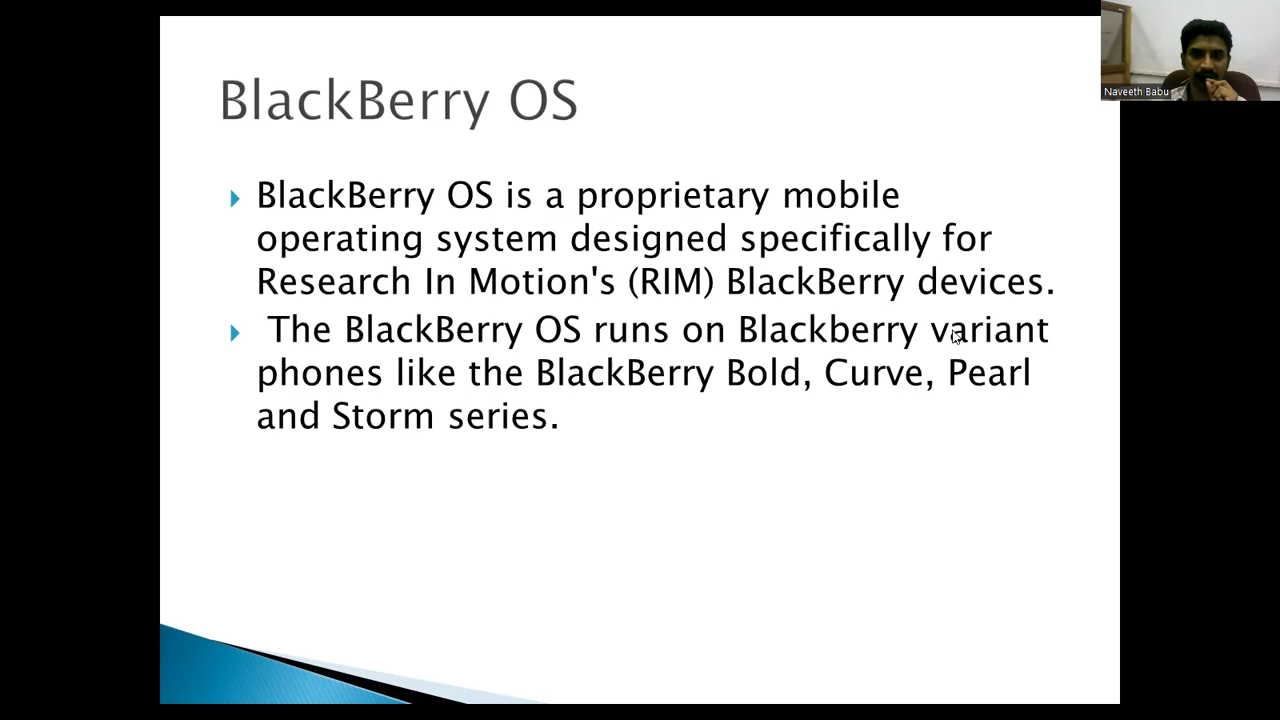 BlackBerry OS
BlackBerry OS is a proprietary mobile
operating system designed specifically for
Research In Motion's (RIM) BlackBerry devices.
The BlackBerry OS runs on Blackberry variant
phones like the BlackBerry Bold, Curve, Pearl
and Storm series.
Naveeth Babu